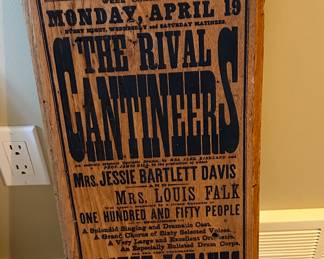 MONDAY, APRIL 19
EVERY NIGHT, WEDNESDAY and SATURDAY MATINEES.
THE RIVAL
CANTINEERS
MRS. JESSIE BARTLETT DAVIS
MRS. LOUIS FALK
ONE HUNDRED AND FIFTY PEOPLE
A Splendid Singing and Dramatic Cast.
A Grand Chorus of Sixty Selected Voices.
A Very Large and Excellent Orchestra.
An Especially Enlisted Drum Corps,